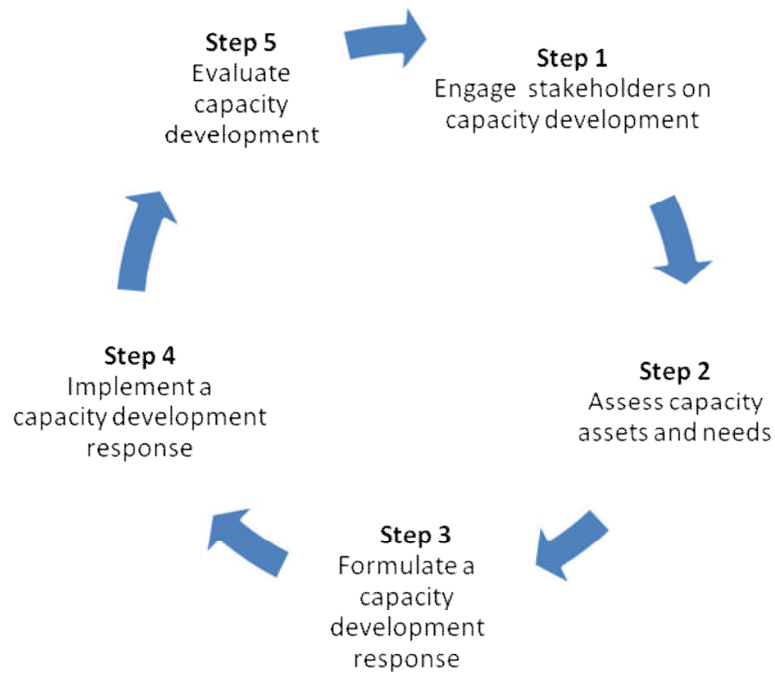 Step 1
Engage stakeholders on
capacity development
Step 2
Assess capacity
assets and needs
Step 3
Formulate a
capacity
development
response
Step 4
Implement a
capacity development
response
Step 5
Evaluate
capacity
development